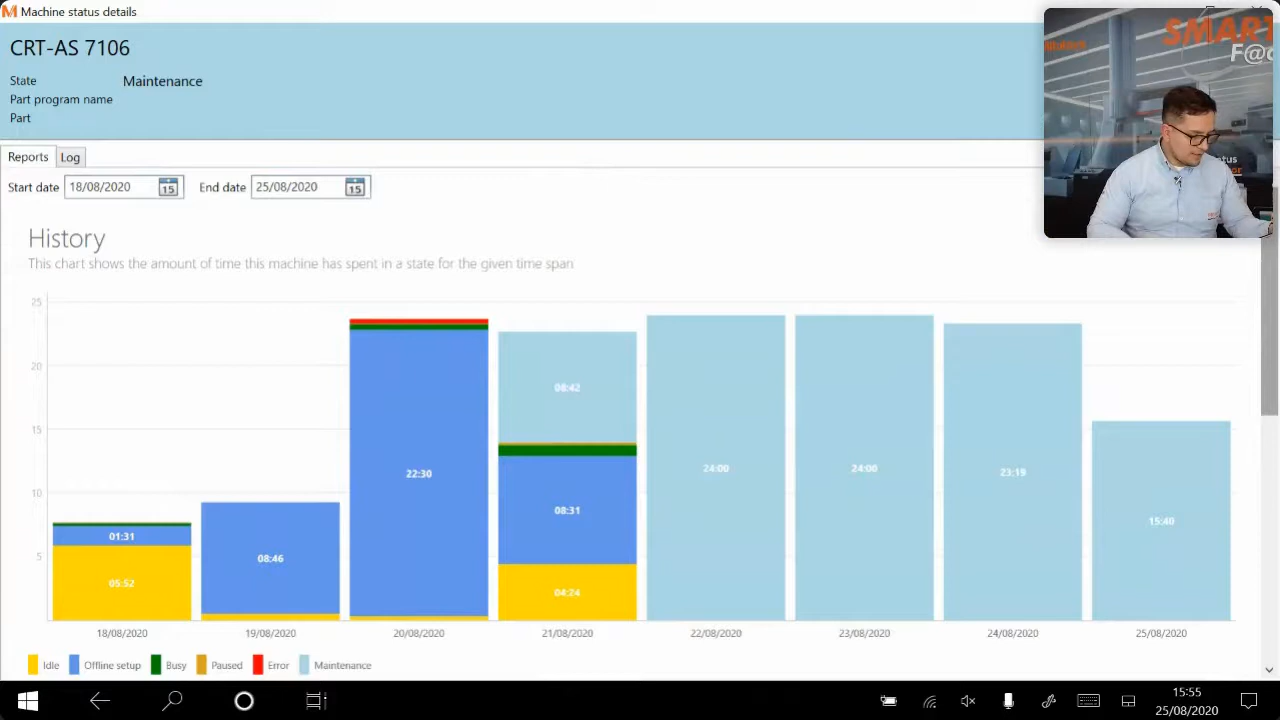 Machine status details
CRT-AS 7106
State Maintenance
Part program name
Part
SMART
F@c
Reports Log
Start date 18/08/2020 15 End date 25/08/2020 15
History
This chart shows the amount of time this machine has spent in a state for the given time span
25
20
15
10
5
01:31
05:52
08:46
22:30
08:42
08:31
04:24
24:00
24:00
23:19
15:40
18/08/2020 19/08/2020 20/08/2020 21/08/2020 22/08/2020 23/08/2020 24/08/2020 25/08/2020
Idle Offline setup Busy Paused Error Maintenance
15:55
25/08/2020